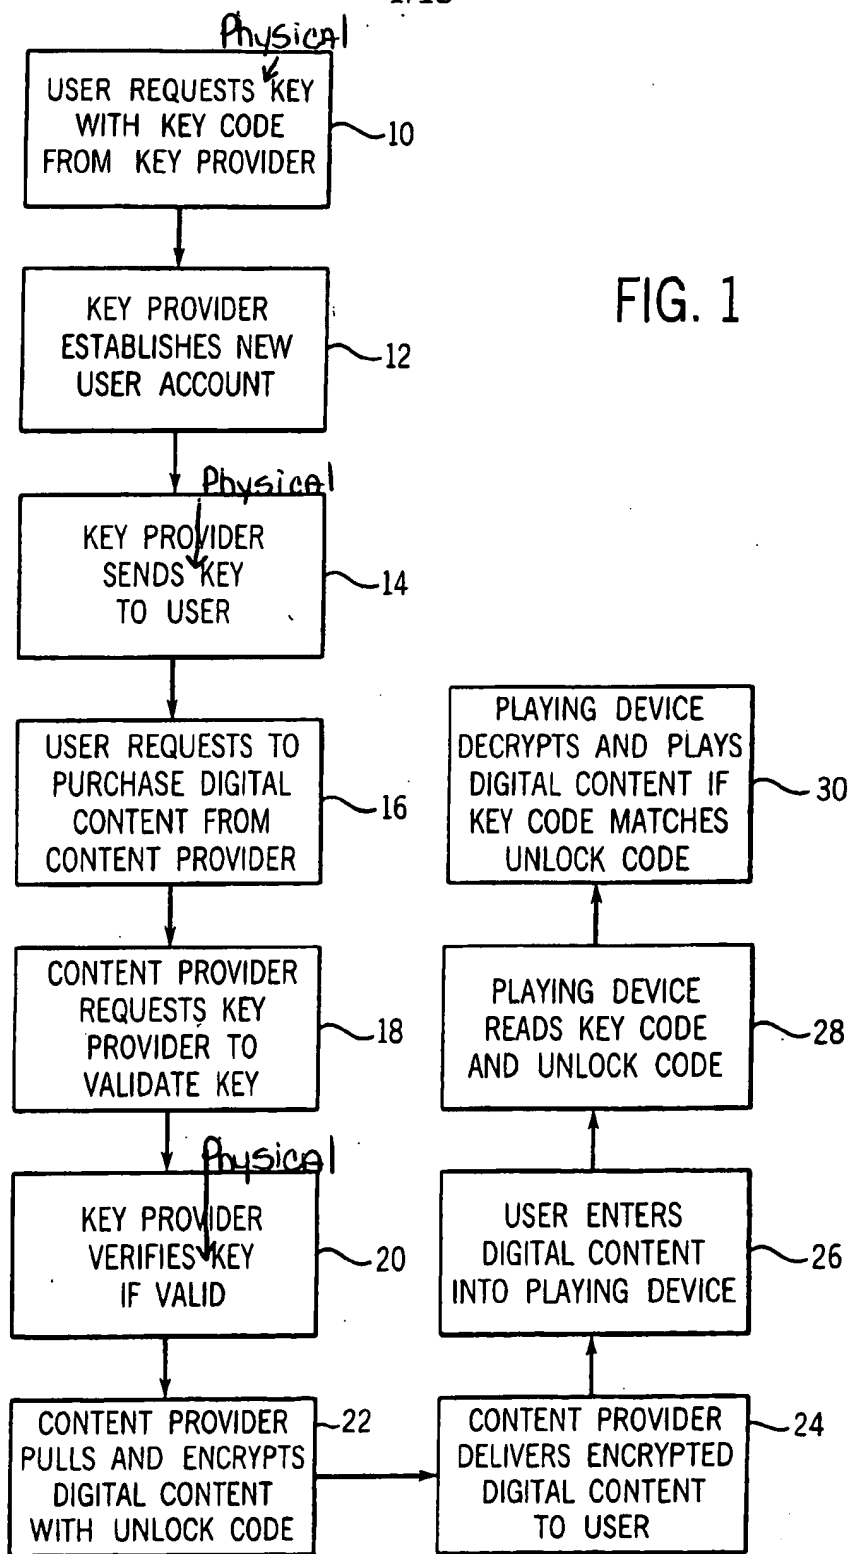 Physical
USER REQUESTS KEY
WITH KEY CODE
FROM KEY PROVIDER
10
KEY PROVIDER
ESTABLISHES NEW
USER ACCOUNT
12
FIG. 1
Physical
KEY PROVIDER
SENDS KEY
TO USER
14
USER REQUESTS TO
PURCHASE DIGITAL
CONTENT FROM
CONTENT PROVIDER
16
CONTENT PROVIDER
REQUESTS KEY
PROVIDER TO
VALIDATE KEY
18
Physical
KEY PROVIDER
VERIFIES KEY
IF VALID
20
CONTENT PROVIDER
PULLS AND ENCRYPTS
DIGITAL CONTENT
WITH UNLOCK CODE
22
CONTENT PROVIDER
DELIVERS ENCRYPTED
DIGITAL CONTENT
TO USER
24
USER ENTERS
DIGITAL CONTENT
INTO PLAYING DEVICE
26
PLAYING DEVICE
READS KEY CODE
AND UNLOCK CODE
28
PLAYING DEVICE
DECRYPTS AND PLAYS
DIGITAL CONTENT IF
KEY CODE MATCHES
UNLOCK CODE
30